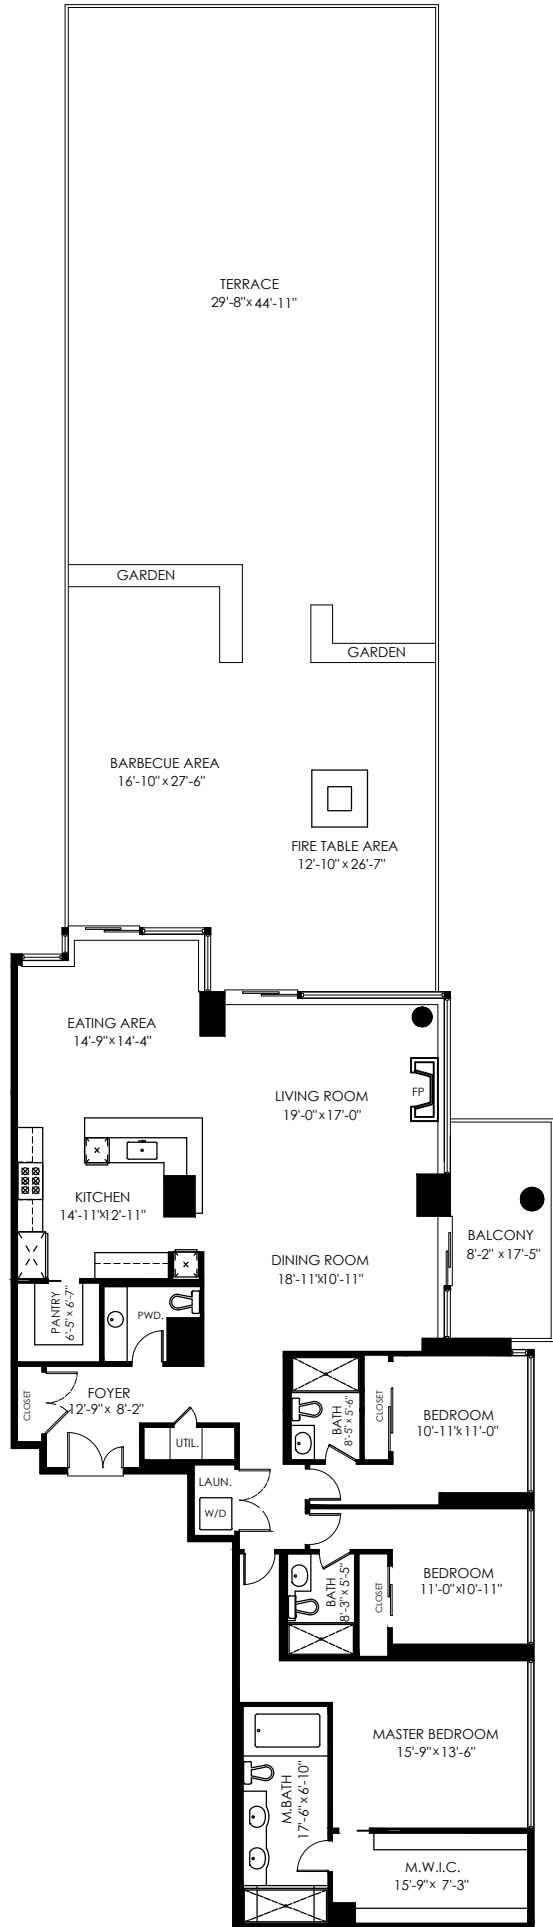 TERRACE
29'-8" x 44'-11"
GARDEN
GARDEN
BARBECUE AREA
16'-10" x 27'-6"
FIRE TABLE AREA
12'-10" x 26'-7"
EATING AREA
14'-9" x 14'-4"
LIVING ROOM
19'-0" x 17'-0"
FP
KITCHEN
14'-11"x12'-11"
BALCONY
8'-2" x 17'-5"
DINING ROOM
18'-11"x10'-11"
PANTRY
6'-5" x 6'-7"
PWD.
CLOSET
FOYER
12'-9" x 8'-2"
BATH
8'-5" x 5'-6"
CLOSET
BEDROOM
10'-11"x 11'-0"
UTIL.
LAUN.
W/D
BATH
8'-3" x 5'-5"
CLOSET
BEDROOM
11'-0"x10'-11"
MASTER BEDROOM
15'-9" x 13'-6"
M.BATH
17'-6" x 6'-10"
M.W.I.C.
15'-9" x 7'-3"